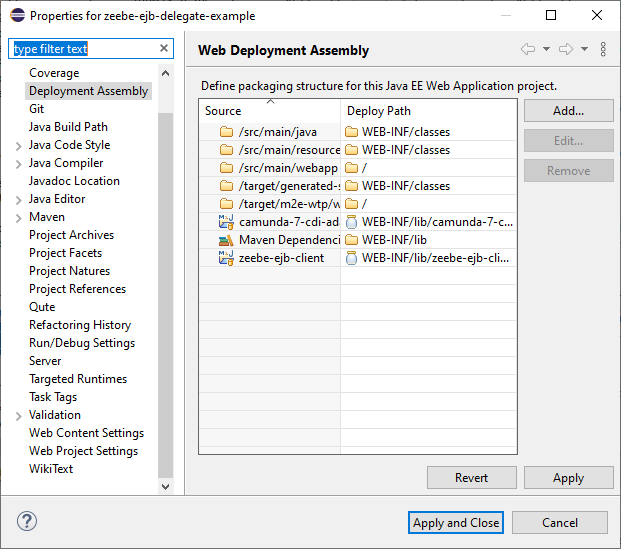 Properties for zeebe-ejb-delegate-example
type filter text
Coverage
Deployment Assembly
Git
Java Build Path
Java Code Style
Java Compiler
Javadoc Location
Java Editor
Maven
Project Archives
Project Facets
Project Natures
Project References
Qute
Refactoring History
Run/Debug Settings
Server
Targeted Runtimes
Task Tags
Validation
Web Content Settings
Web Project Settings
WikiText
Web Deployment Assembly
Define packaging structure for this Java EE Web Application project.
Source Deploy Path
/src/main/java WEB-INF/classes
/src/main/resource WEB-INF/classes
/src/main/webapp /
/target/generated-s WEB-INF/classes
/target/m2e-wtp/w /
camunda-7-cdi-ada WEB-INF/lib/camunda-7-c...
Maven Dependenci WEB-INF/lib
zeebe-ejb-client WEB-INF/lib/zeebe-ejb-cli...
Add...
Edit...
Remove
Revert Apply
Apply and Close Cancel